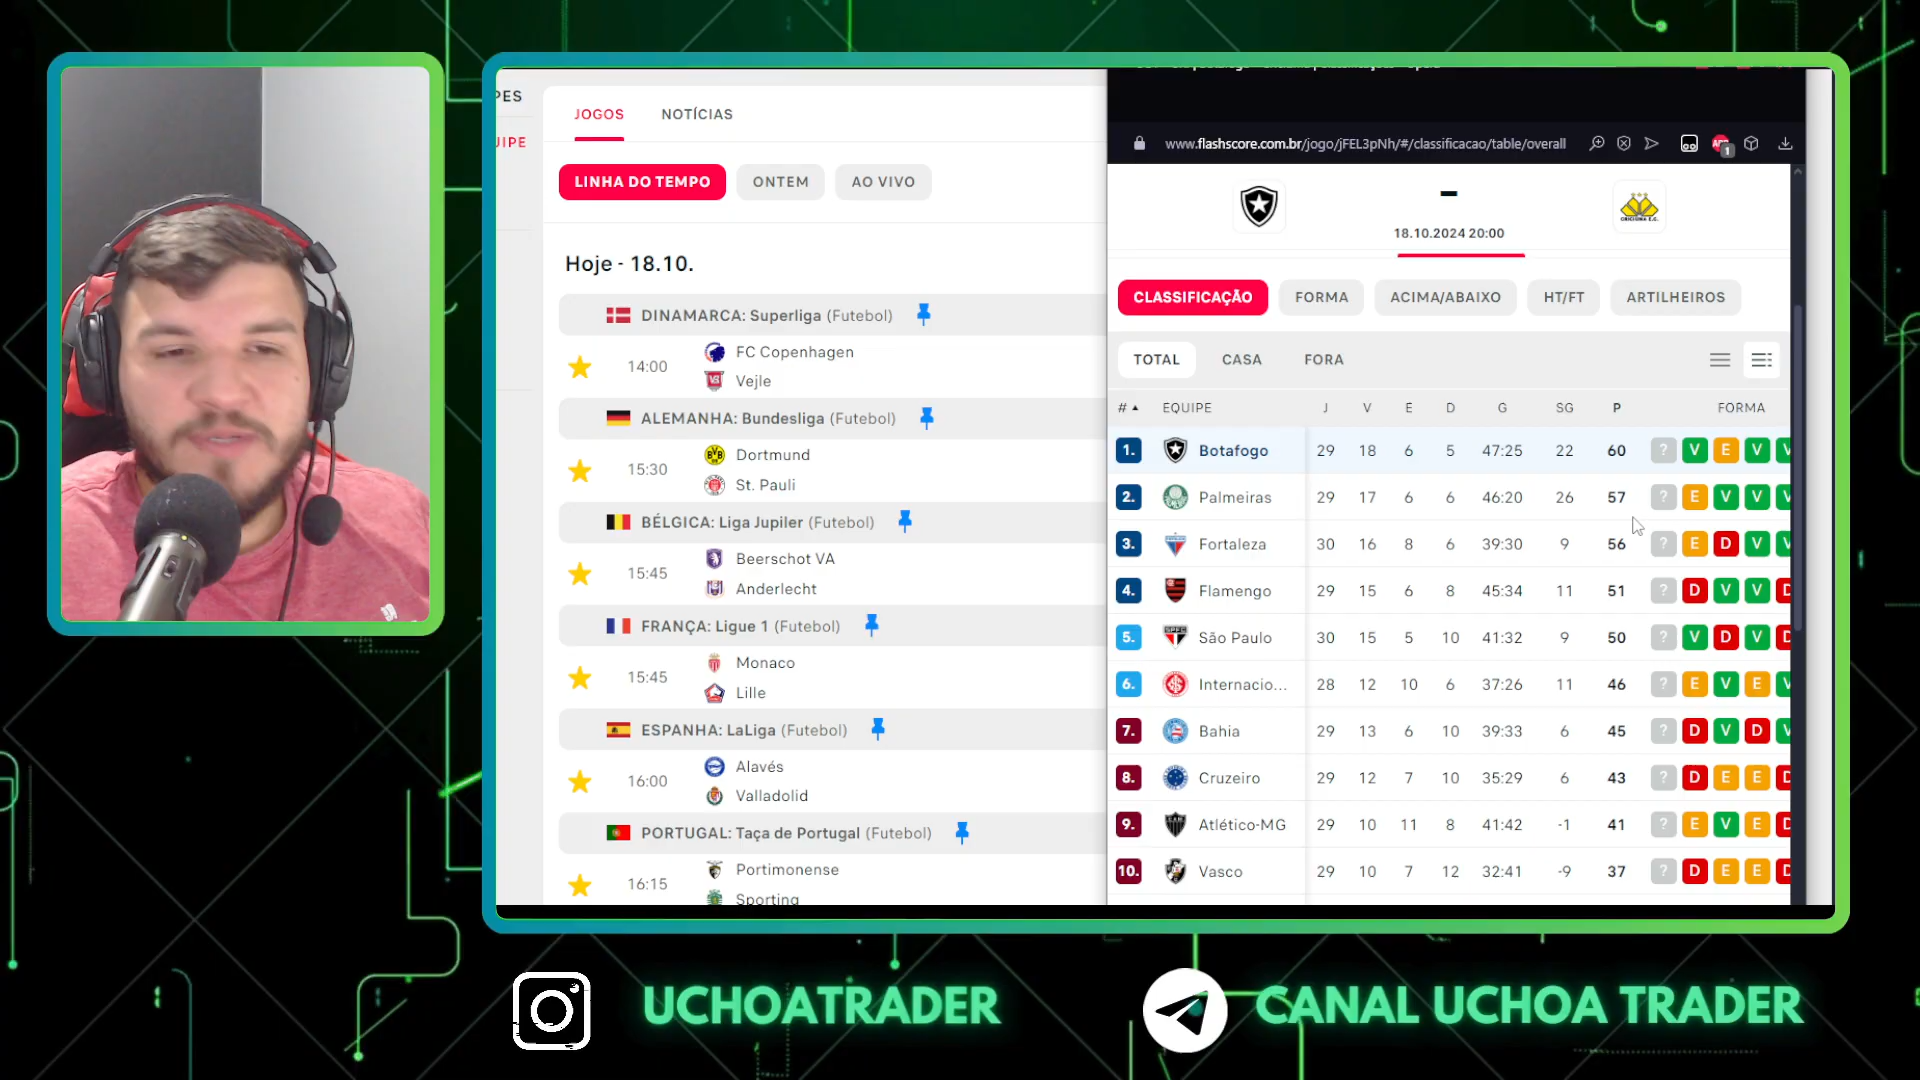 PES
JOGOS
NOTÍCIAS
UIPE
LINHA DO TEMPO
ONTEM
AO VIVO
Hoje - 18.10.
DINAMARCA: Superliga (Futebol)
14:00
FC Copenhagen
Vejle
ALEMANHA: Bundesliga (Futebol)
15:30
Dortmund
St. Pauli
BÉLGICA: Liga Jupiler (Futebol)
15:45
Beerschot VA
Anderlecht
FRANÇA: Ligue 1 (Futebol)
15:45
Monaco
Lille
ESPANHA: LaLiga (Futebol)
16:00
Alavés
Valladolid
PORTUGAL: Taça de Portugal (Futebol)
16:15
Portimonense
Sporting
www.flashscore.com.br/jogo/jFEL3pNh/#/classificacao/table/overall
1
-
18.10.2024 20:00
CLASSIFICAÇÃO
FORMA
ACIMA/ABAIXO
HT/FT
ARTILHEIROS
TOTAL
CASA
FORA
# EQUIPE J V E D G SG P FORMA
1. Botafogo 29 18 6 5 47:25 22 60 ? V E V V
2. Palmeiras 29 17 6 6 46:20 26 57 ? E V V V
3. Fortaleza 30 16 8 6 39:30 9 56 ? E D V V
4. Flamengo 29 15 6 8 45:34 11 51 ? D V V D
5. São Paulo 30 15 5 10 41:32 9 50 ? V D V D
6. Internacio... 28 12 10 6 37:26 11 46 ? E V E V
7. Bahia 29 13 6 10 39:33 6 45 ? D V D V
8. Cruzeiro 29 12 7 10 35:29 6 43 ? D E E D
9. Atlético-MG 29 10 11 8 41:42 -1 41 ? E V E D
10. Vasco 29 10 7 12 32:41 -9 37 ? D E E D
UCHOATRADER
CANAL UCHOA TRADER